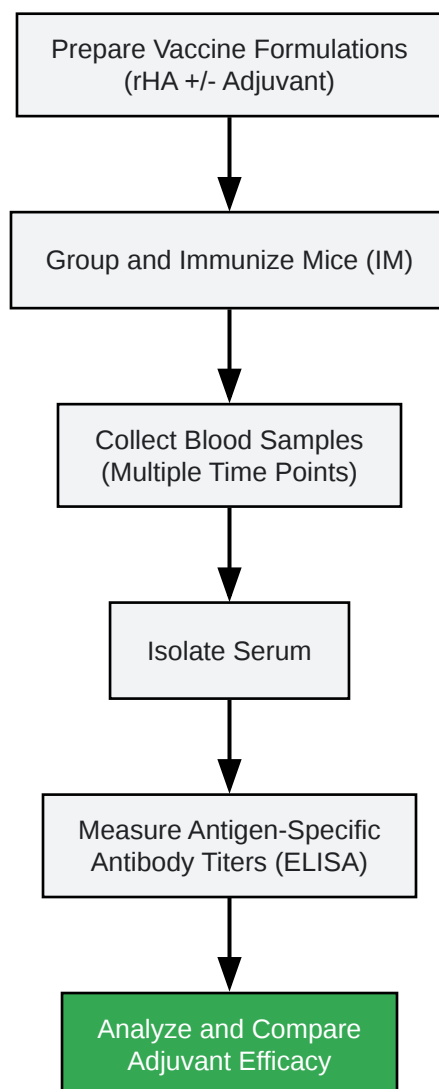 Prepare Vaccine Formulations
(rHA +/- Adjuvant)
Group and Immunize Mice (IM)
Collect Blood Samples
(Multiple Time Points)
Isolate Serum
Measure Antigen-Specific
Antibody Titers (ELISA)
Analyze and Compare
Adjuvant Efficacy